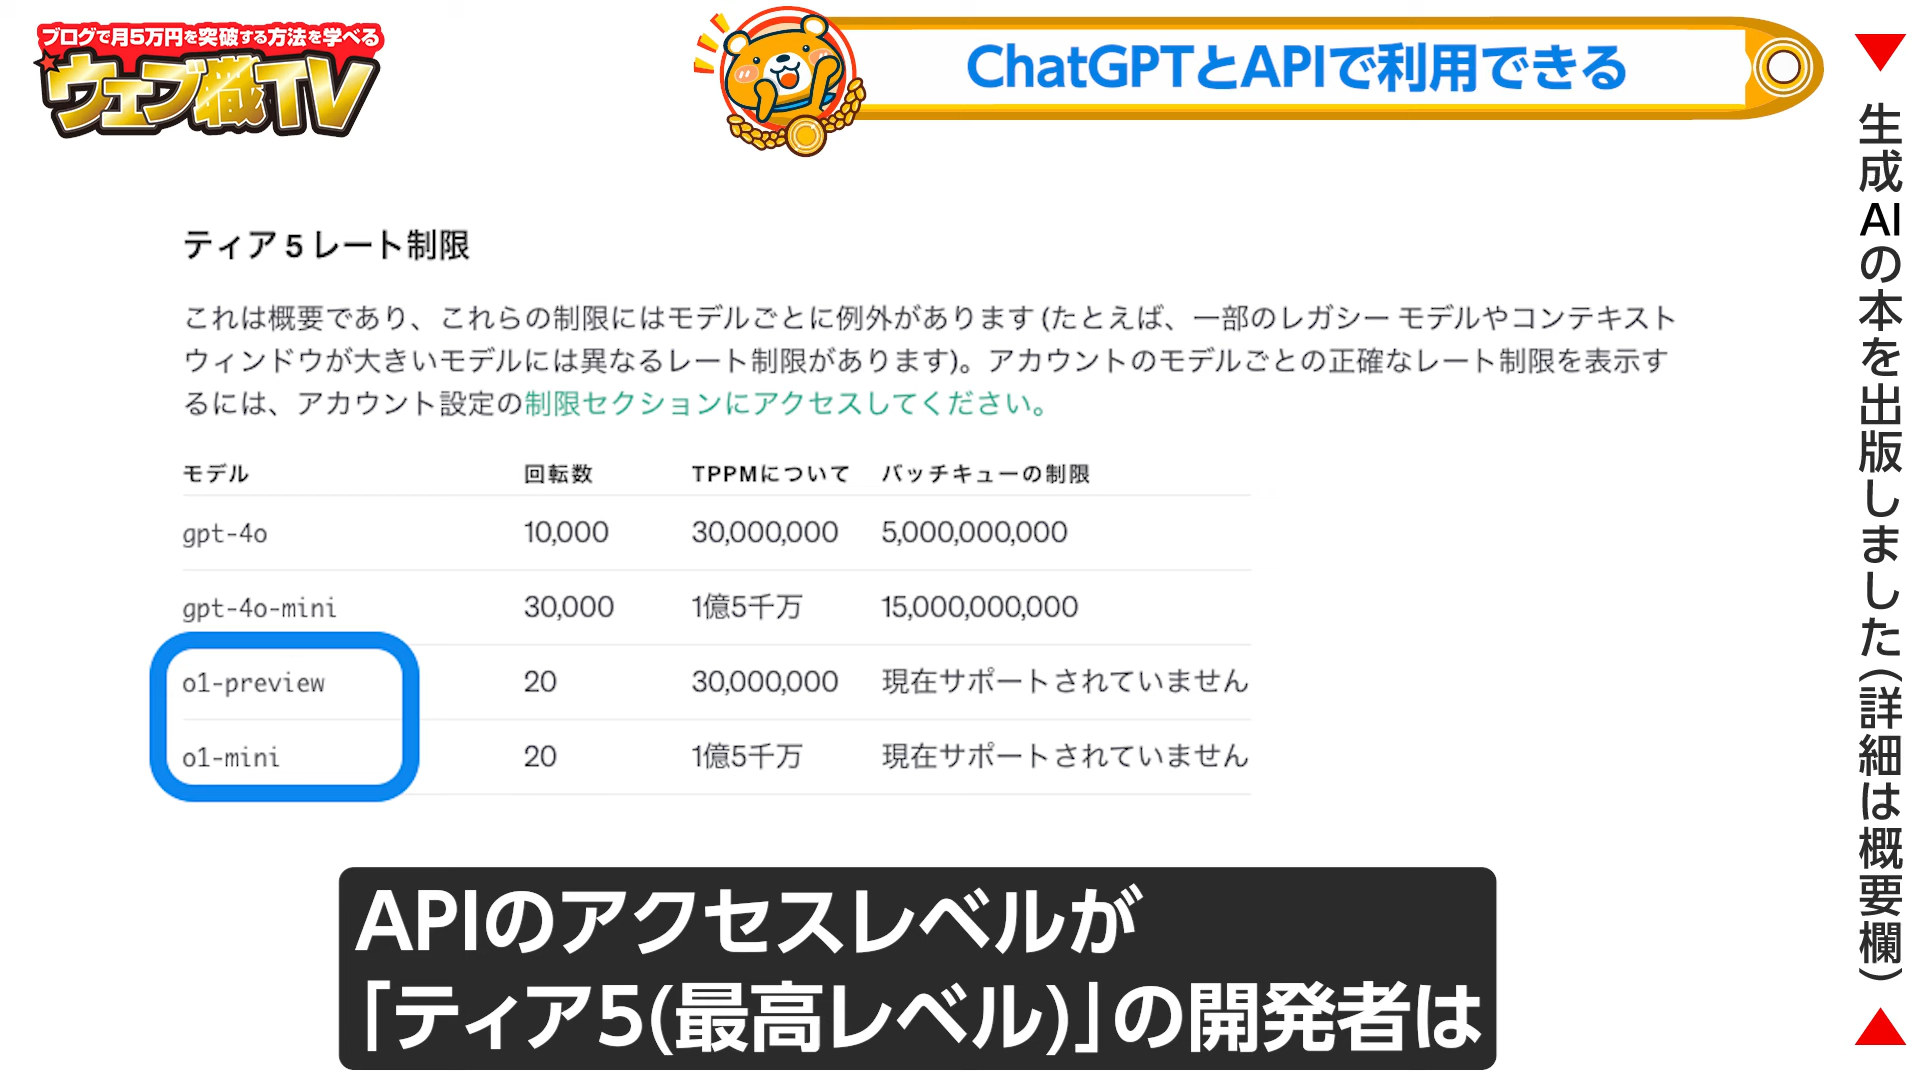 ブログで月5万円を突破する方法を学べる
ウェブ職TV
ChatGPTとAPIで利用できる
ティア 5 レート制限
これは概要であり、これらの制限にはモデルごとに例外があります (たとえば、一部のレガシー モデルやコンテキスト
ウィンドウが大きいモデルには異なるレート制限があります)。アカウントのモデルごとの正確なレート制限を表示す
るには、アカウント設定の制限セクションにアクセスしてください。
モデル 回転数 TPPMについて バッチキューの制限
gpt-4o 10,000 30,000,000 5,000,000,000
gpt-4o-mini 30,000 1億5千万 15,000,000,000
o1-preview 20 30,000,000 現在サポートされていません
o1-mini 20 1億5千万 現在サポートされていません
APIのアクセスレベルが
「ティア5(最高レベル)」の開発者は
生成AIの本を出版しました(詳細は概要欄)